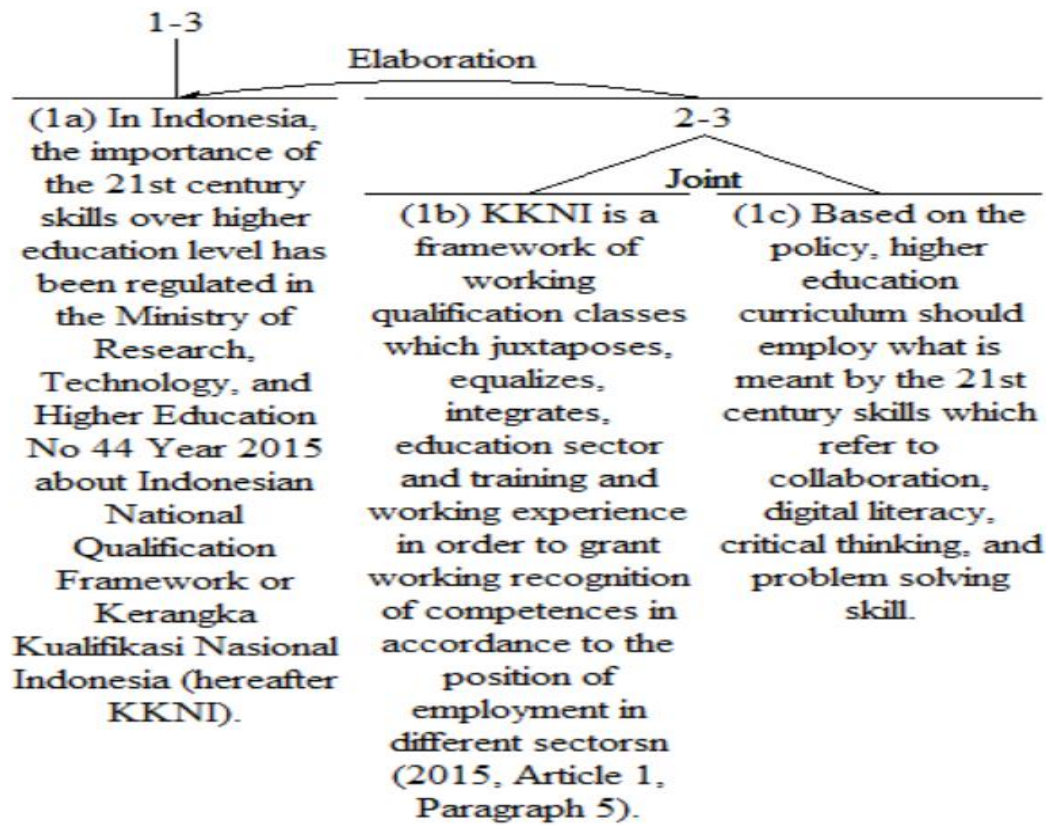 1-3
Elaboration
(1a) In Indonesia,
the importance of
the 21st century
skills over higher
education level has
been regulated in
the Ministry of
Research,
Technology, and
Higher Education
No 44 Year 2015
about Indonesian
National
Qualification
Framework or
Kerangka
Kualifikasi Nasional
Indonesia (hereafter
KKNI).
2-3
Joint
(1b) KKNI is a
framework of
working
qualification classes
which juxtaposes,
equalizes,
integrates,
education sector
and training and
working experience
in order to grant
working recognition
of competences in
accordance to the
position of
employment in
different sectorsn
(2015, Article 1,
Paragraph 5).
(1c) Based on the
policy, higher
education
curriculum should
employ what is
meant by the 21st
century skills which
refer to
collaboration,
digital literacy,
critical thinking, and
problem solving
skill.